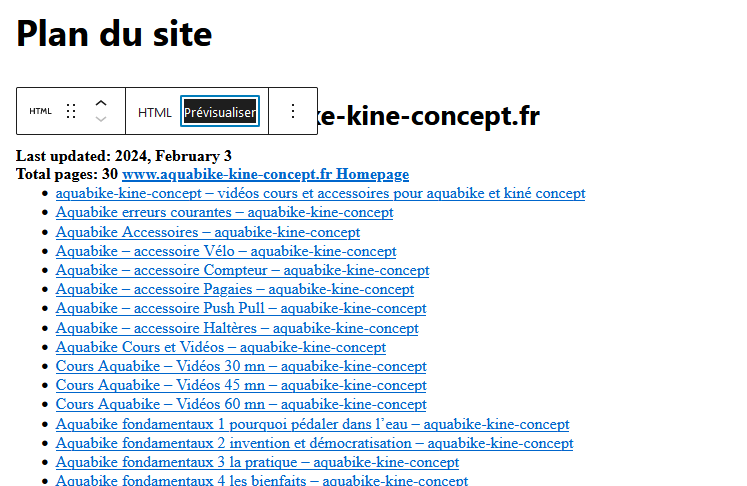 Plan du site
HTML HTML Prévisualiser
ke-kine-concept.fr
Last updated: 2024, February 3
Total pages: 30 www.aquabike-kine-concept.fr Homepage
aquabike-kine-concept – vidéos cours et accessoires pour aquabike et kiné concept
Aquabike erreurs courantes – aquabike-kine-concept
Aquabike Accessoires – aquabike-kine-concept
Aquabike – accessoire Vélo – aquabike-kine-concept
Aquabike – accessoire Compteur – aquabike-kine-concept
Aquabike – accessoire Pagaies – aquabike-kine-concept
Aquabike – accessoire Push Pull – aquabike-kine-concept
Aquabike – accessoire Haltères – aquabike-kine-concept
Aquabike Cours et Vidéos – aquabike-kine-concept
Cours Aquabike – Vidéos 30 mn – aquabike-kine-concept
Cours Aquabike – Vidéos 45 mn – aquabike-kine-concept
Cours Aquabike – Vidéos 60 mn – aquabike-kine-concept
Aquabike fondamentaux 1 pourquoi pédaler dans l’eau – aquabike-kine-concept
Aquabike fondamentaux 2 invention et démocratisation – aquabike-kine-concept
Aquabike fondamentaux 3 la pratique – aquabike-kine-concept
Aquabike fondamentaux 4 les bienfaits – aquabike-kine-concept